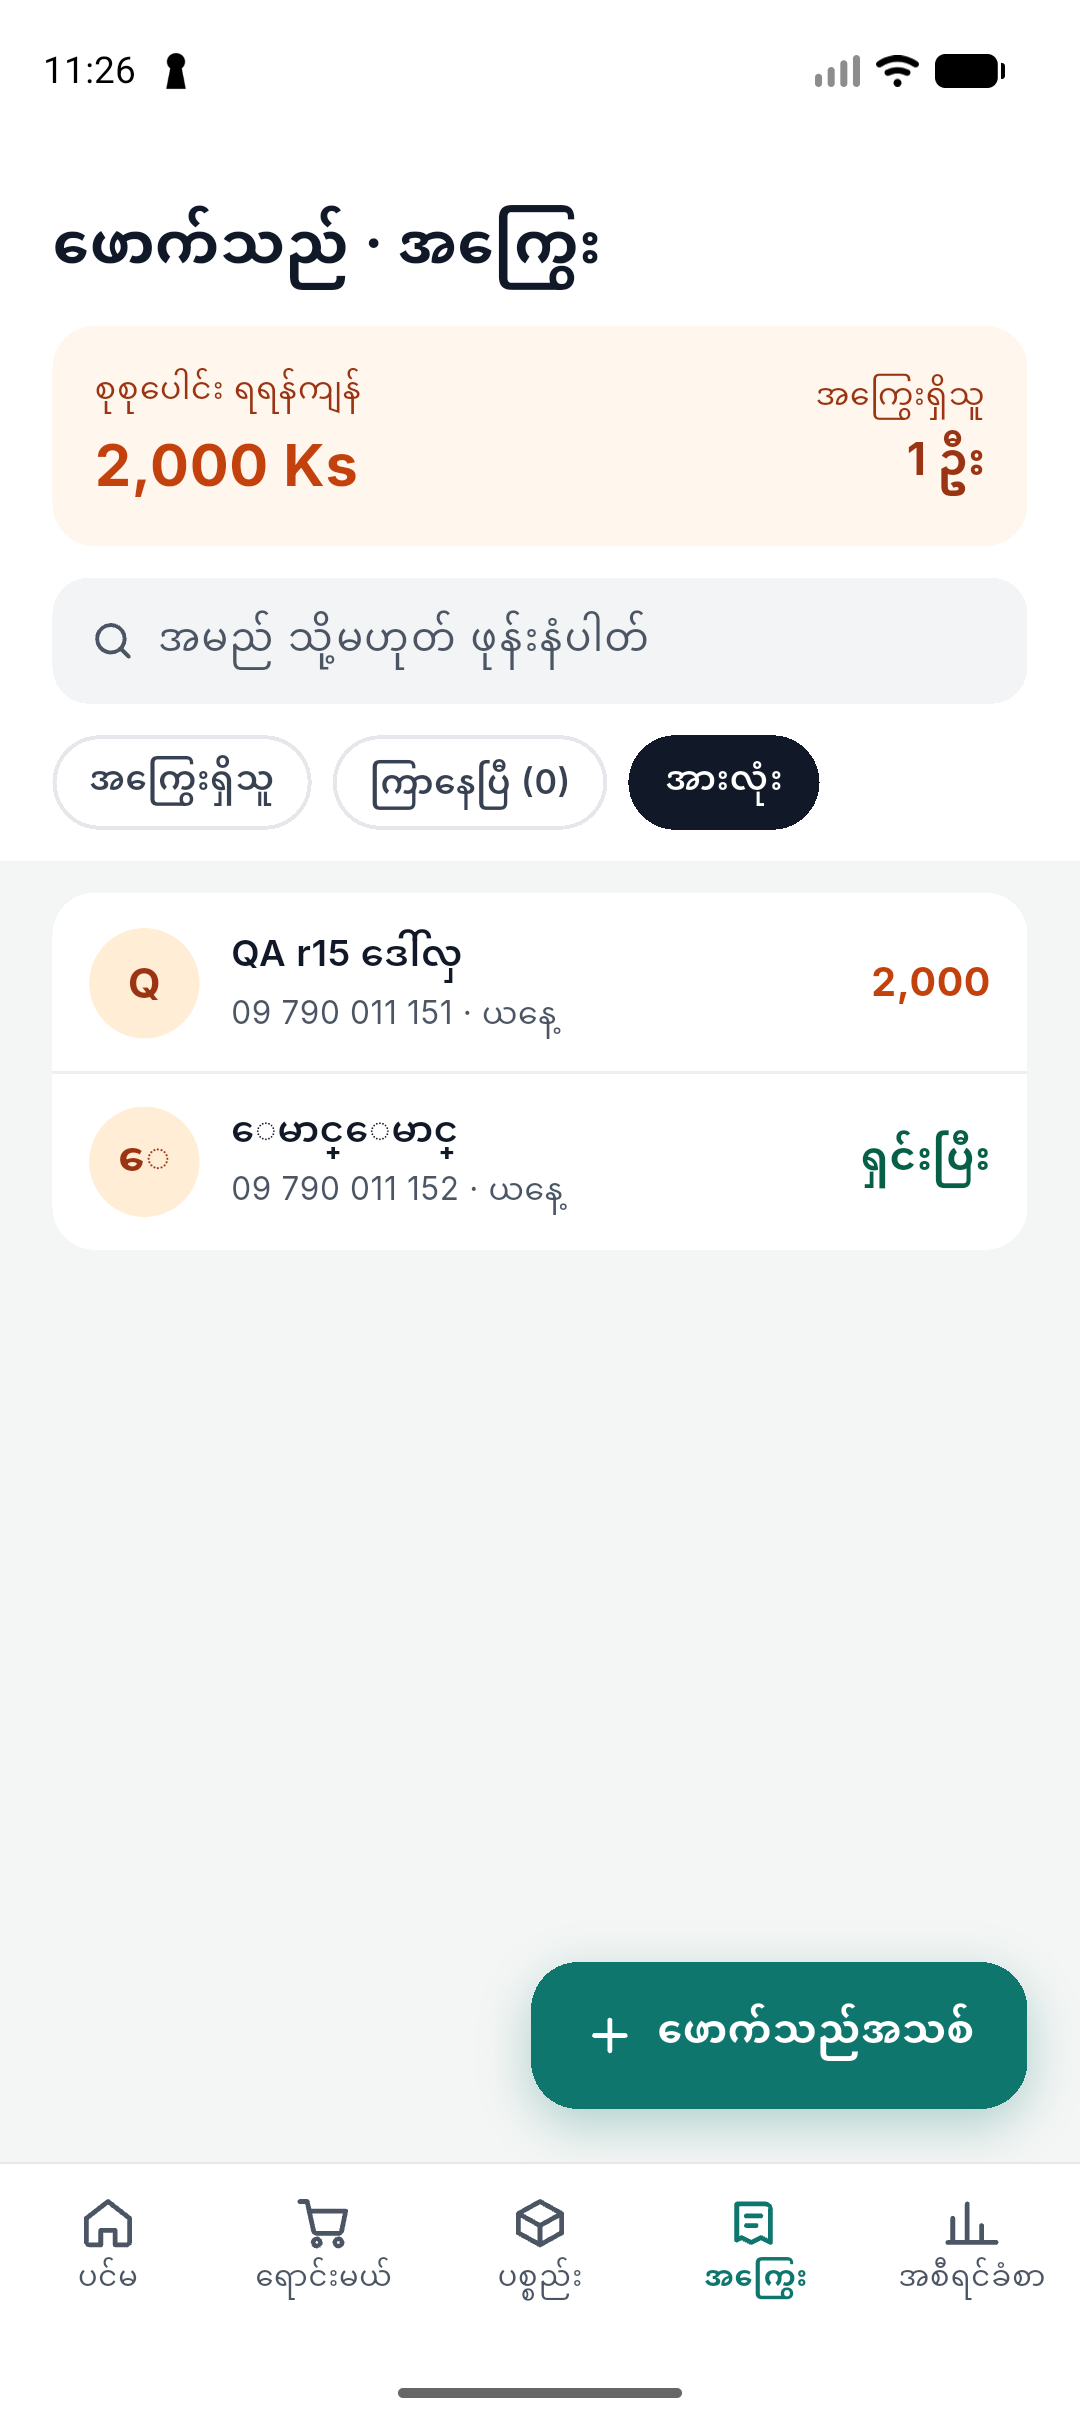 11:26
ဖောက်သည် · အကြွေး
စုစုပေါင်း ရရန်ကျန်
2,000 Ks
အကြွေးရှိသူ
1 ဦး
အမည် သို့မဟုတ် ဖုန်းနံပါတ်
အကြွေးရှိသူ
ကြာနေပြီ (0)
အားလုံး
Q
QA r15 ဒေါ်လှ
09 790 011 151 · ယနေ့
2,000
ေ
ေမာင္ေမာင္
09 790 011 152 · ယနေ့
ရှင်းပြီး
+ ဖောက်သည်အသစ်
ပင်မ
ရောင်းမယ်
ပစ္စည်း
အကြွေး
အစီရင်ခံစာ